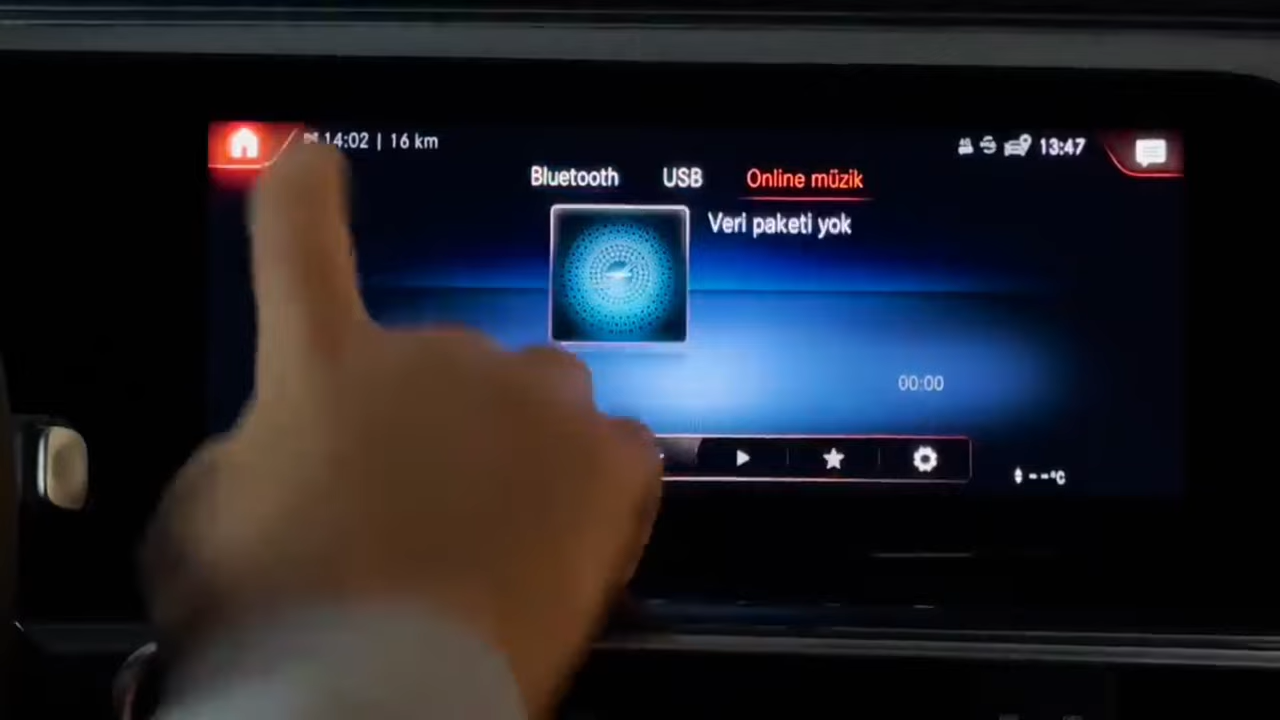 14:02 | 16 km
13:47
Bluetooth USB Online müzik
Veri paketi yok
00:00
--°C